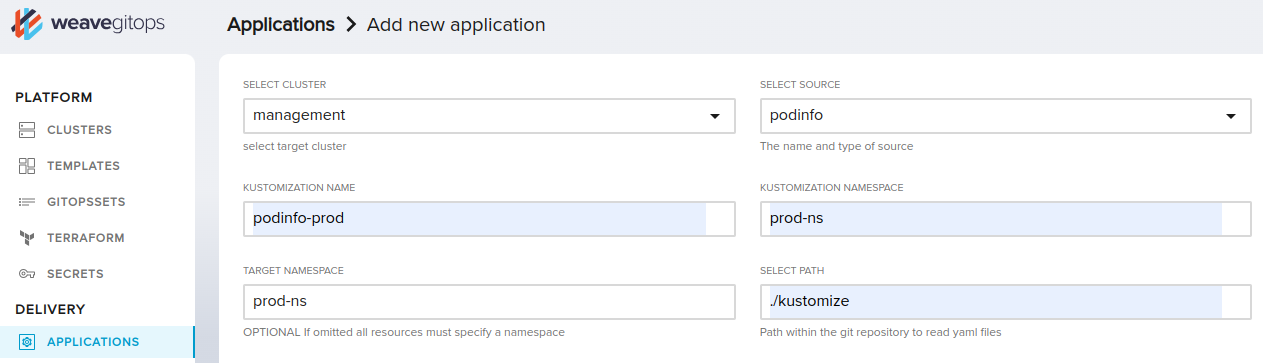 weavegitops
Applications > Add new application
PLATFORM
CLUSTERS
TEMPLATES
GITOPSSETS
TERRAFORM
SECRETS
DELIVERY
APPLICATIONS
SELECT CLUSTER
management
select target cluster
SELECT SOURCE
podinfo
The name and type of source
KUSTOMIZATION NAME
podinfo-prod
KUSTOMIZATION NAMESPACE
prod-ns
TARGET NAMESPACE
prod-ns
OPTIONAL If omitted all resources must specify a namespace
SELECT PATH
./kustomize
Path within the git repository to read yaml files